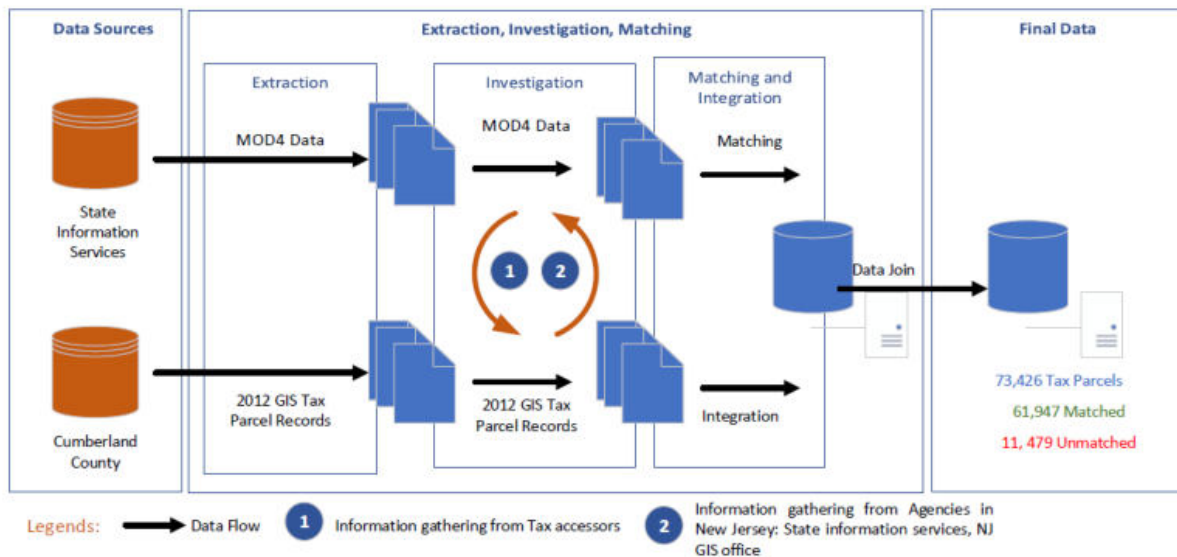 Data Sources
Extraction, Investigation, Matching
Final Data
Extraction
Investigation
Matching and
Integration
MOD4 Data
MOD4 Data
Matching
State
Information
Services
1
2
Data Join
2012 GIS Tax
Parcel Records
2012 GIS Tax
Parcel Records
Integration
Cumberland
County
73,426 Tax Parcels
61,947 Matched
11, 479 Unmatched
Legends:
Data Flow
1
Information gathering from Tax accessors
2
Information gathering from Agencies in
New Jersey: State information services, NJ
GIS office